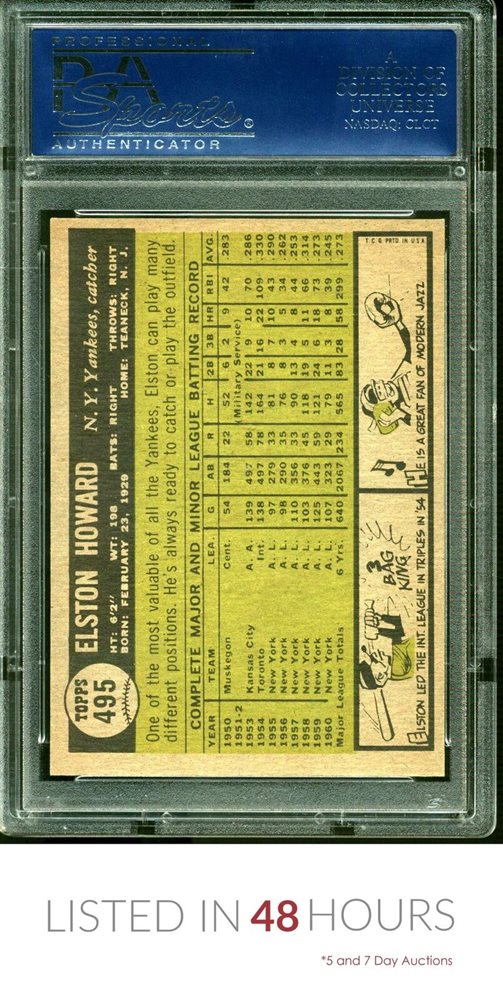 PROFESSIONAL
PSA
Sports®
AUTHENTICATOR
A
DIVISION OF
COLLECTORS
UNIVERSE
NASDAQ: CLCT
TOPPS
495
ELSTON HOWARD N. Y. Yankees, catcher
HT: 6'2" WT: 198 BATS: RIGHT THROWS: RIGHT
BORN: FEBRUARY 23, 1929 HOME: TEANECK, N. J.
One of the most valuable of all the Yankees, Elston can play many
different positions. He's always ready to catch or play the outfield.
COMPLETE MAJOR AND MINOR LEAGUE BATTING RECORD
YEAR TEAM LEA. G AB R H 2B 3B HR RBI AVG.
1950 Muskegon Cent. 54 184 22 52 6 2 9 42 .283
1951-2 (Military Service)
1953 Kansas City A. A. 139 497 58 142 22 9 10 70 .286
1954 Toronto Int. 138 497 78 164 21 16 22 109 .330
1955 New York A. L. 97 279 33 81 8 7 10 43 .290
1956 New York A. L. 98 290 35 76 8 3 5 34 .262
1957 New York A. L. 110 356 33 90 13 4 8 44 .253
1958 New York A. L. 103 376 45 118 19 5 11 66 .314
1959 New York A. L. 125 443 59 121 24 6 18 73 .273
1960 New York A. L. 107 323 29 79 11 3 6 39 .245
Major League Totals 6 Yrs. 640 2067 234 565 83 28 58 299 .273
3
BAG
KING
ELSTON LED THE INT. LEAGUE IN TRIPLES IN '54
HE IS A GREAT FAN OF MODERN JAZZ
T.C.G. PRTD. IN U.S.A.
LISTED IN 48 HOURS
*5 and 7 Day Auctions